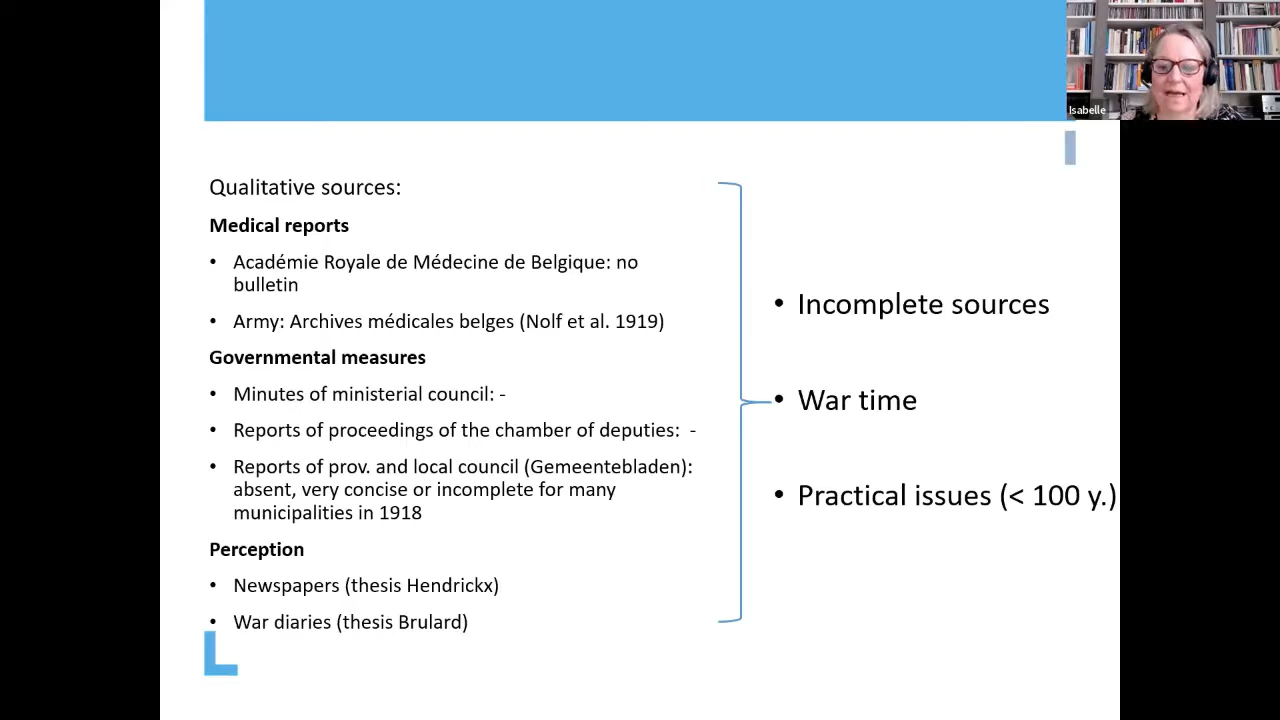 Isabelle
Qualitative sources:
Medical reports
• Académie Royale de Médecine de Belgique: no
bulletin
• Army: Archives médicales belges (Nolf et al. 1919)
Governmental measures
• Minutes of ministerial council: -
• Reports of proceedings of the chamber of deputies: -
• Reports of prov. and local council (Gemeentebladen):
absent, very concise or incomplete for many
municipalities in 1918
Perception
• Newspapers (thesis Hendrickx)
• War diaries (thesis Brulard)
• Incomplete sources
• War time
• Practical issues (< 100 y.)